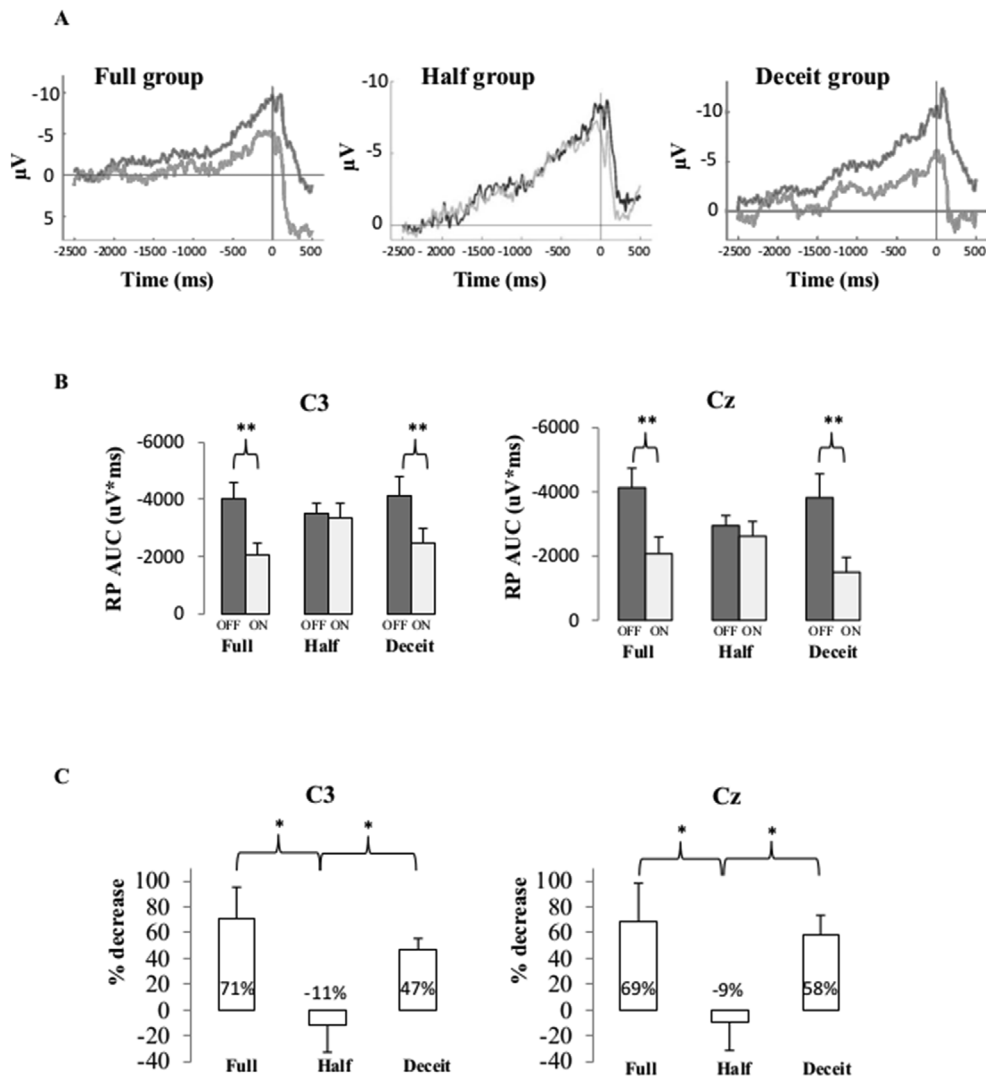 A
Full group
Half group
Deceit group
-10
-5
0
5
µV
-2500 -2000 -1500 -1000 -500 0 500
Time (ms)
-10
-5
0
µV
-2500 -2000 -1500 -1000 -500 0 500
Time (ms)
-10
-5
0
µV
-2500 -2000 -1500 -1000 -500 0 500
Time (ms)
B
C3
** **
-6000
-4000
-2000
0
RP AUC (uV*ms)
OFF ON OFF ON OFF ON
Full Half Deceit
Cz
** **
-6000
-4000
-2000
0
RP AUC (uV*ms)
OFF ON OFF ON OFF ON
Full Half Deceit
C
C3
* *
100
80
60
40
20
0
-20
-40
% decrease
71% -11% 47%
Full Half Deceit
Cz
* *
100
80
60
40
20
0
-20
-40
% decrease
69% -9% 58%
Full Half Deceit